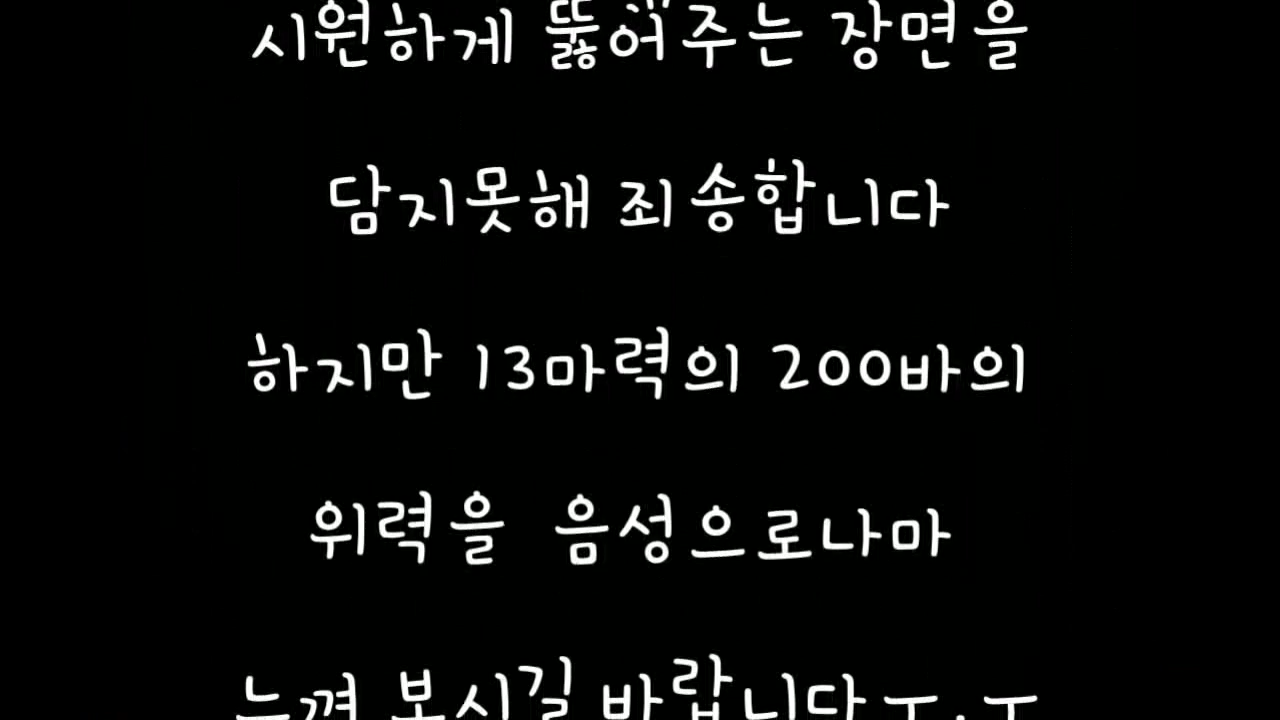 시원하게 뚫어주는 장면을
담지못해 죄송합니다
하지만 13마력의 200바의
위력을 음성으로나마
느껴 보시길 바랍니다ㅜ.ㅜ